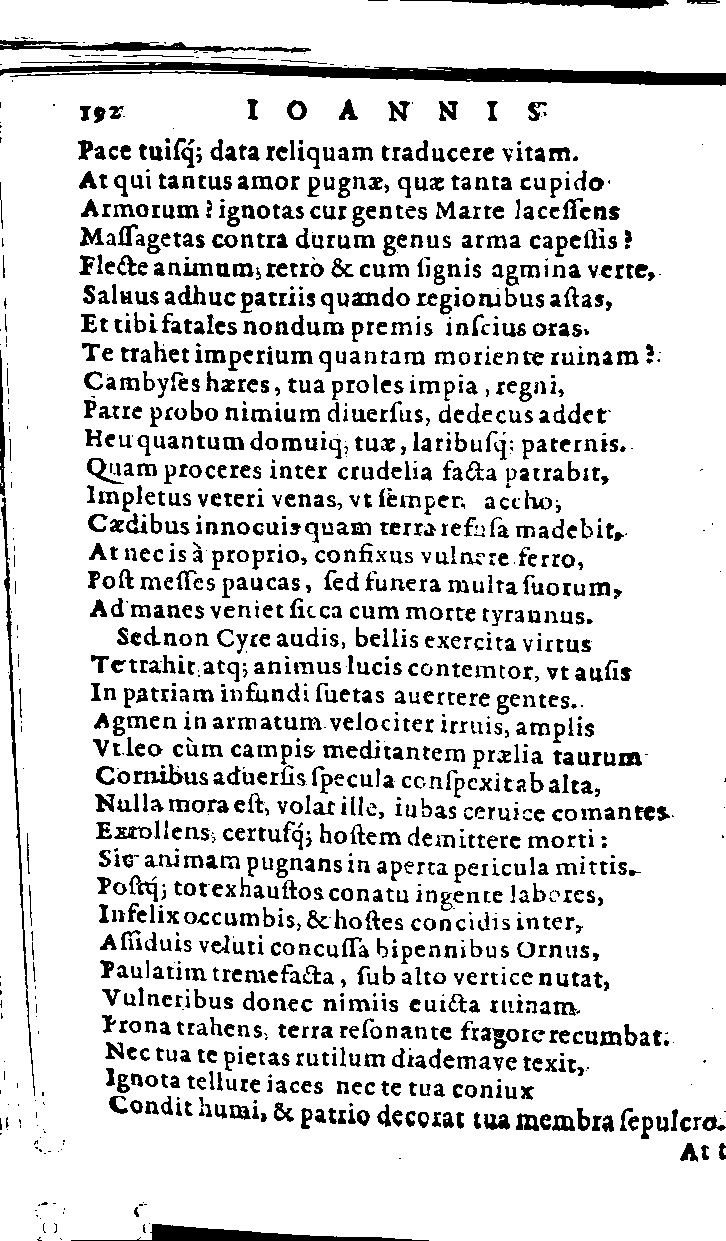 192 IOANNIS
Pace tuiſq́; data reliquam traducere vitam.
At qui tantus amor pugnæ, quæ tanta cupido
Armorum? ignotas cur gentes Marte laceſſens
Maſſagetas contra durum genus arma capeſſis?
Flecte animum, retrò & cum ſignis agmina verte,
Saluus adhuc patriis quando regionibus aſtas,
Et tibi fatales nondum premis inſcius oras.
Te trahet imperium quantam moriente ruinam?
Cambyſes hæres, tua proles impia, regni,
Patre probo nimium diuerſus, dedecus addet
Heu quantum domuiq; tuæ, laribuſq́; paternis.
Quam proceres inter crudelia facta patrabit,
Impletus veteri venas, vt ſemper, accho,
Cædibus innocuis quam terra refuſa madebit,
At nec is à proprio, confixus vulnere ferro,
Poſt meſſes paucas, ſed funera multa ſuorum,
Ad manes veniet ſicca cum morte tyrannus.
Sed non Cyre audis, bellis exercita virtus
Te trahit atq; animus lucis contemtor, vt auſis
In patriam infundi ſuetas auertere gentes.
Agmen in armatum velociter irruis, amplis
Vt leo cùm campis meditantem prælia taurum
Cornibus aduerſis ſpecula conſpexit ab alta,
Nulla mora eſt, volat ille, iubas ceruice comantes
Extollens, certuſq́; hoſtem demittere morti:
Sic animam pugnans in aperta pericula mittis.
Poſtq́; tot exhauſtos conatu ingente labores,
Infelix occumbis, & hoſtes concidis inter,
Aſſiduis veluti concuſſa bipennibus Ornus,
Paulatim tremefacta, ſub alto vertice nutat,
Vulneribus donec nimiis euicta ruinam
Prona trahens, terra reſonante fragore recumbat.
Nec tua te pietas rutilum diademave texit,
Ignota tellure iaces nec te tua coniux
Condit humi, & patrio decorat tua membra ſepulcro.
At t